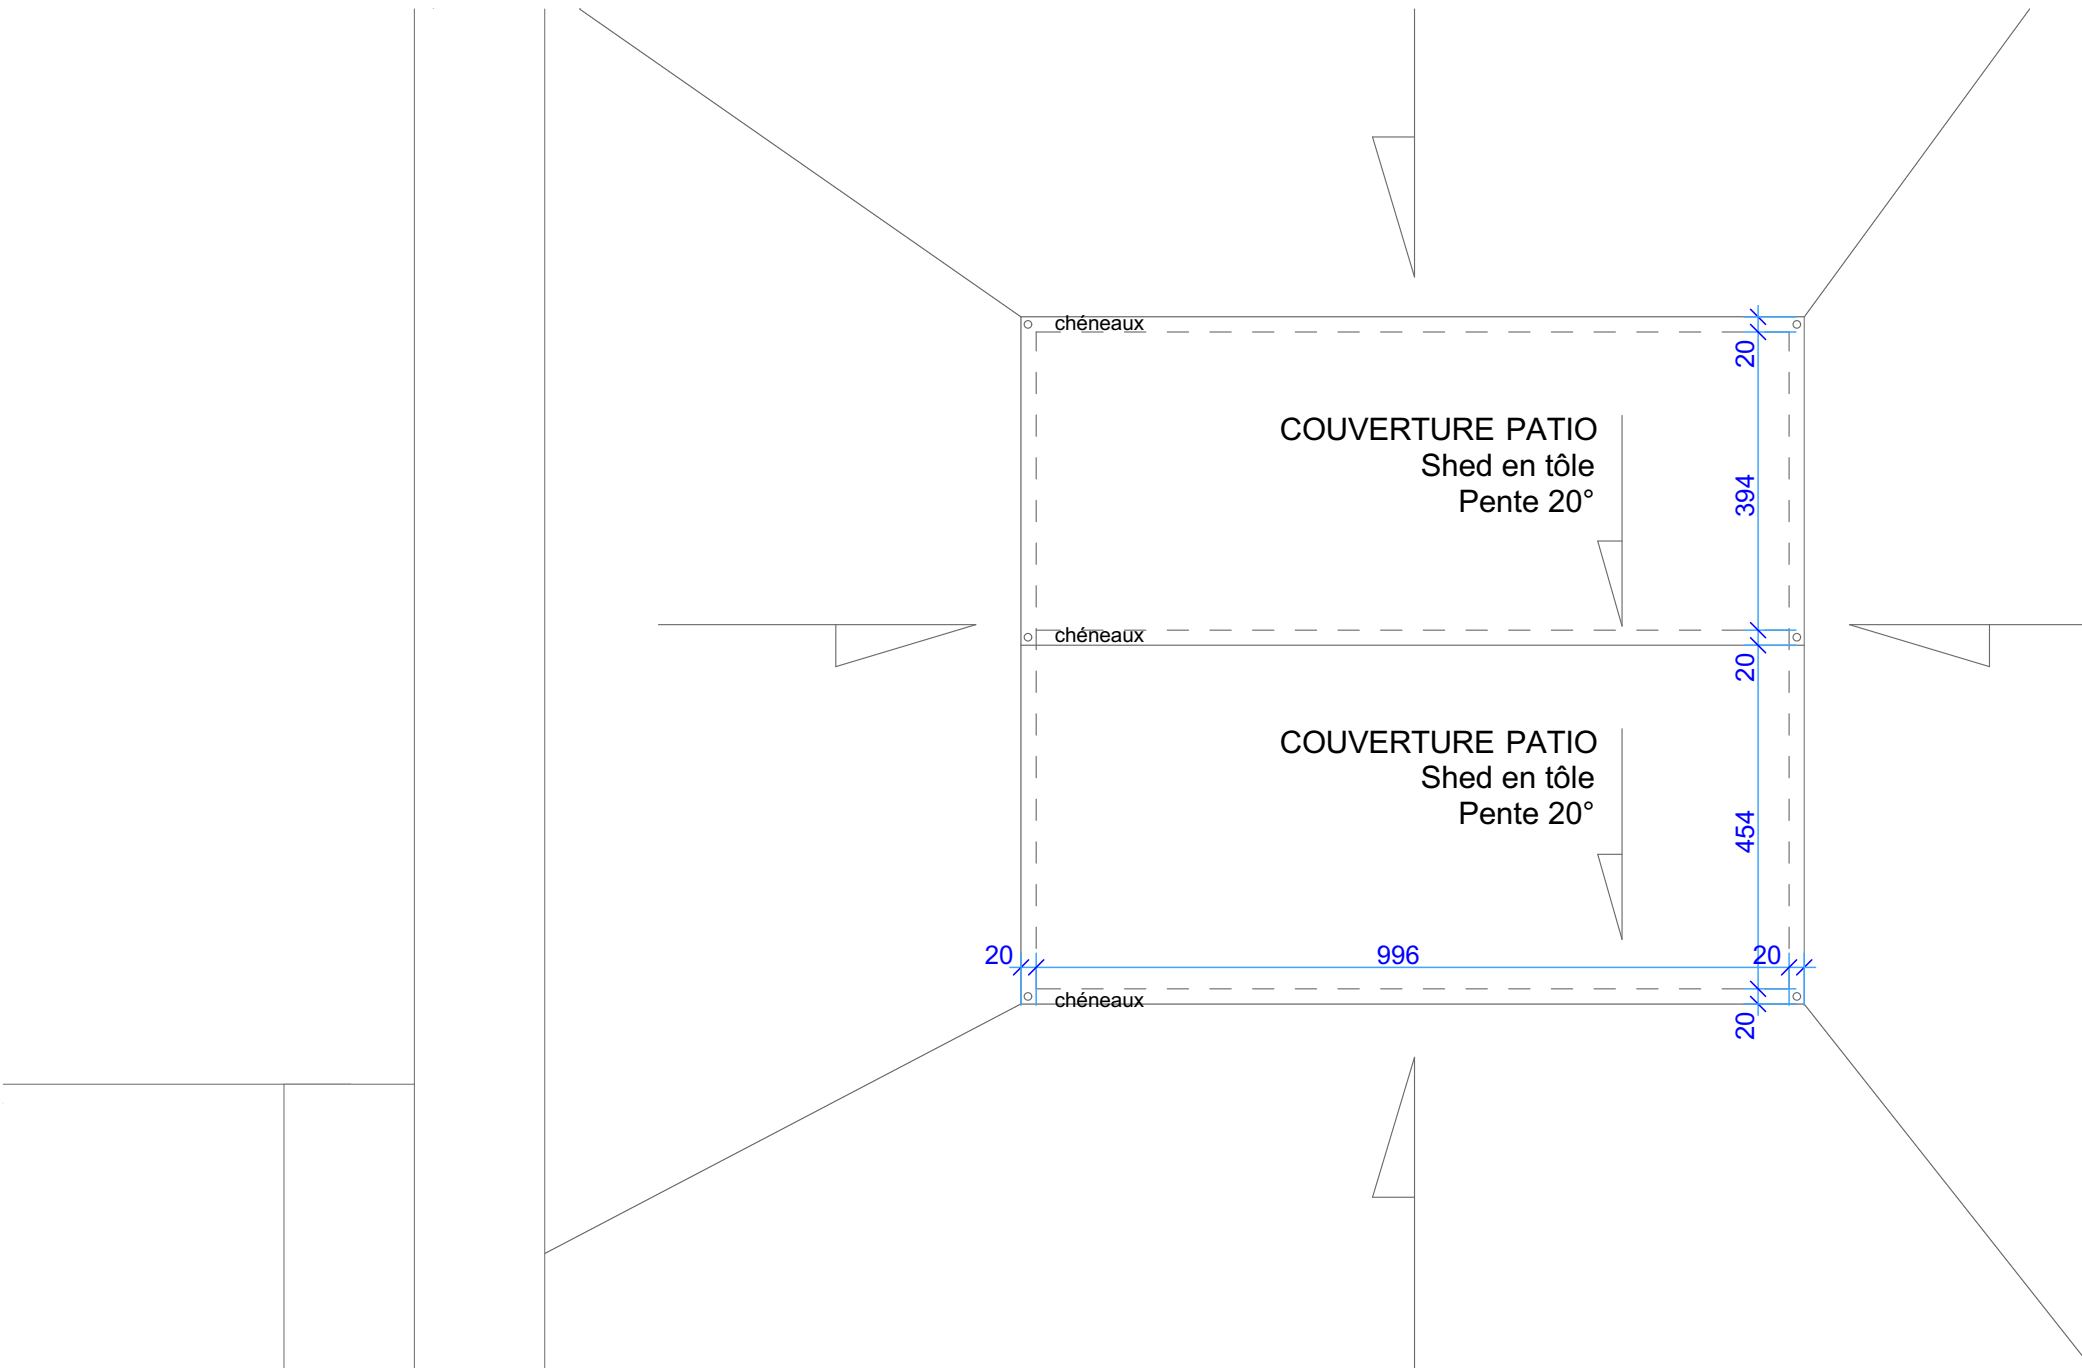 chéneaux
20
COUVERTURE PATIO
Shed en tôle
Pente 20°
394
chéneaux
20
COUVERTURE PATIO
Shed en tôle
Pente 20°
454
20 996 20
chéneaux
20